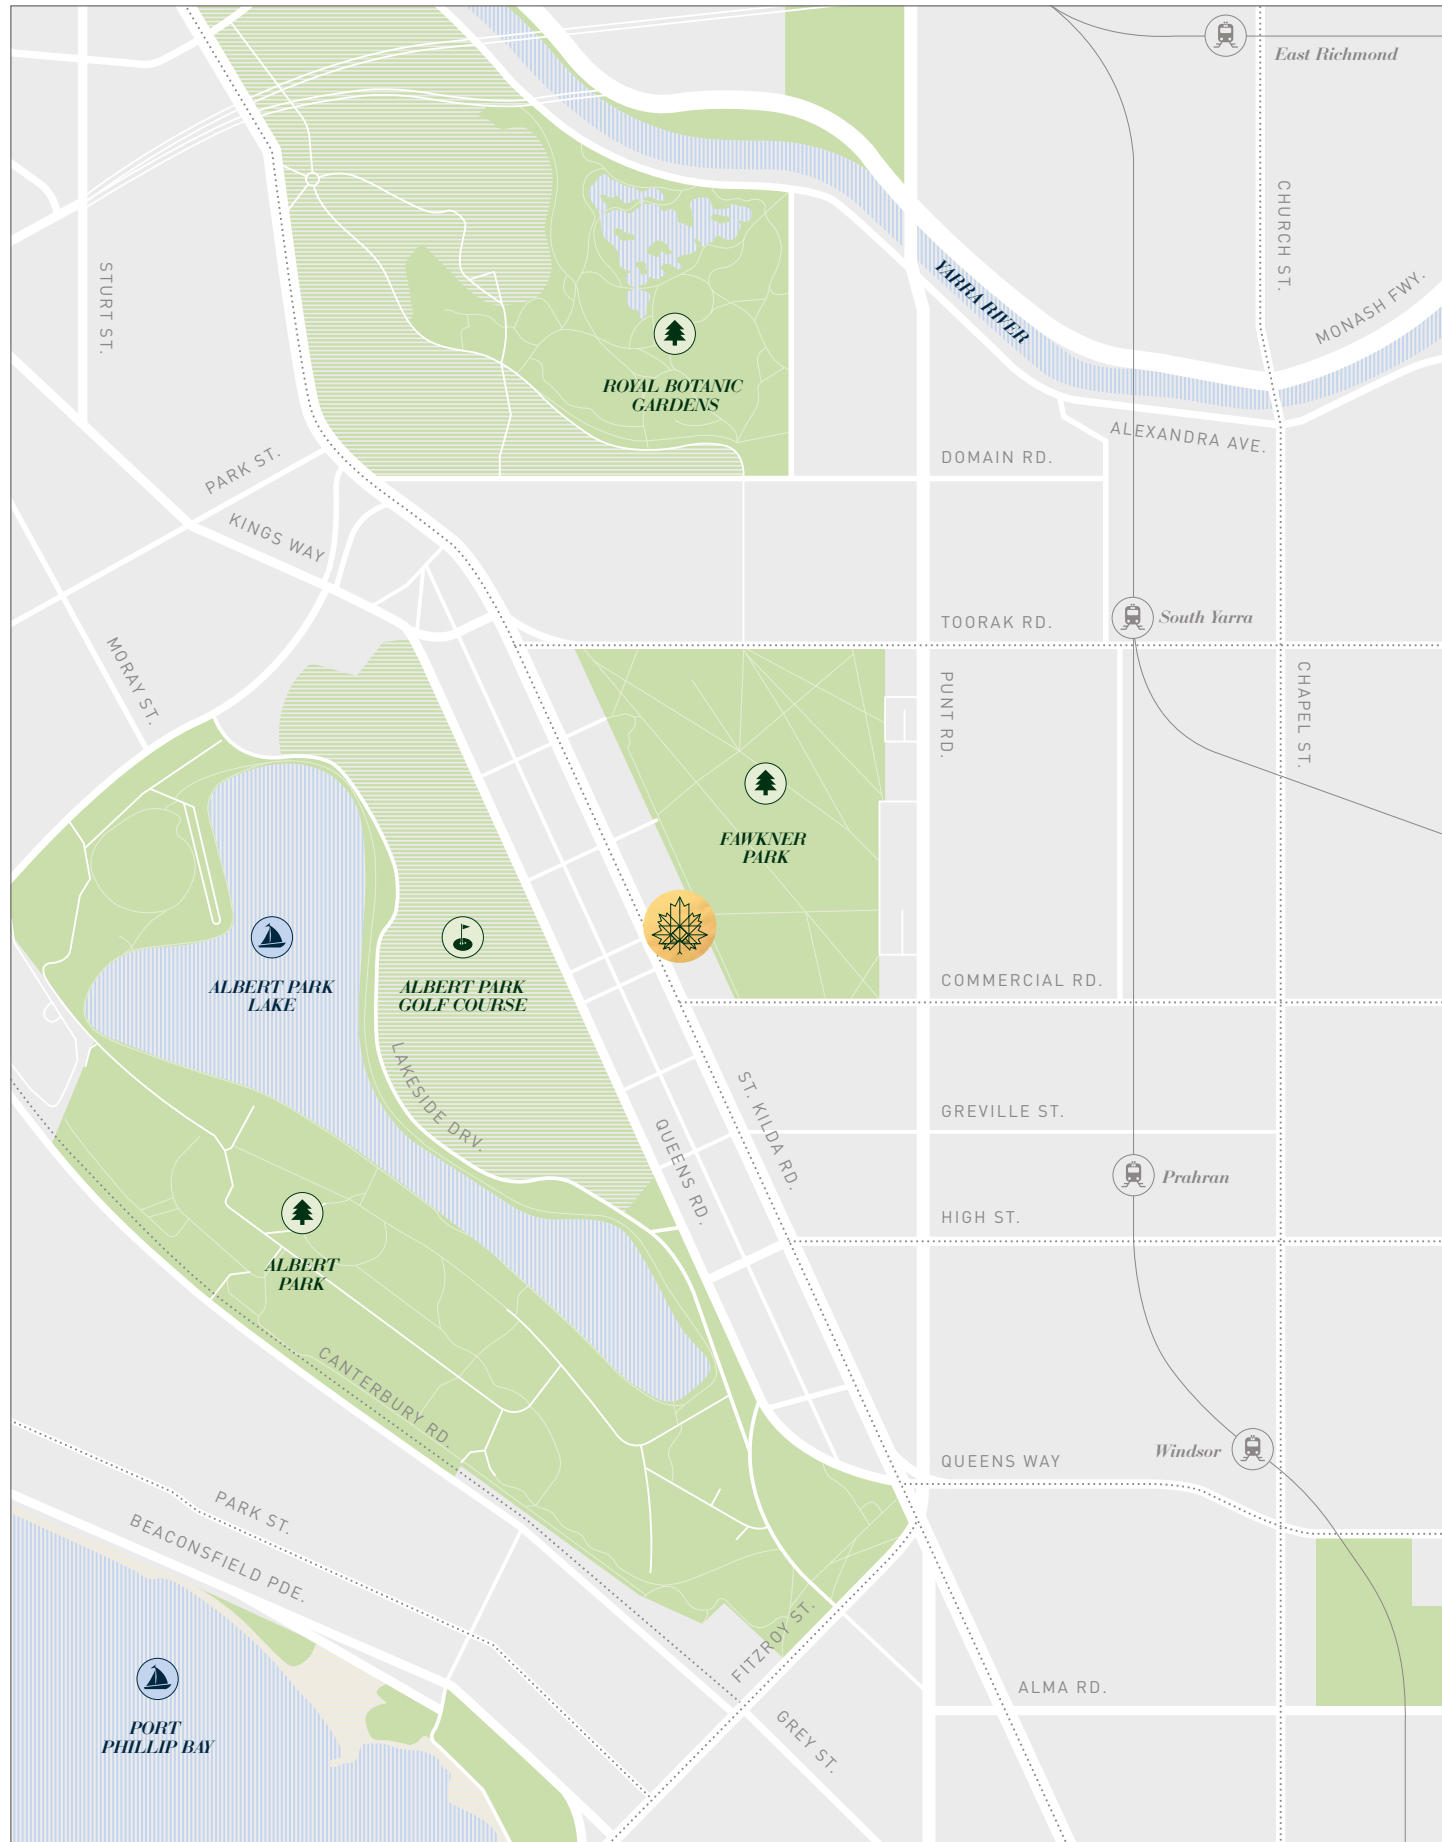 East Richmond
CHURCH ST.
STURT ST.
YARRA RIVER
MONASH FWY.
ROYAL BOTANIC
GARDENS
ALEXANDRA AVE.
DOMAIN RD.
PARK ST.
KINGS WAY
TOORAK RD.
South Yarra
MORAY ST.
PUNT RD.
CHAPEL ST.
FAWKNER
PARK
ALBERT PARK
LAKE
ALBERT PARK
GOLF COURSE
COMMERCIAL RD.
LAKESIDE DRV.
ST. KILDA RD.
QUEENS RD.
GREVILLE ST.
Prahran
HIGH ST.
ALBERT
PARK
CANTERBURY RD.
Windsor
QUEENS WAY
PARK ST.
BEACONSFIELD PDE.
FITZROY ST.
ALMA RD.
GREY ST.
PORT
PHILLIP BAY